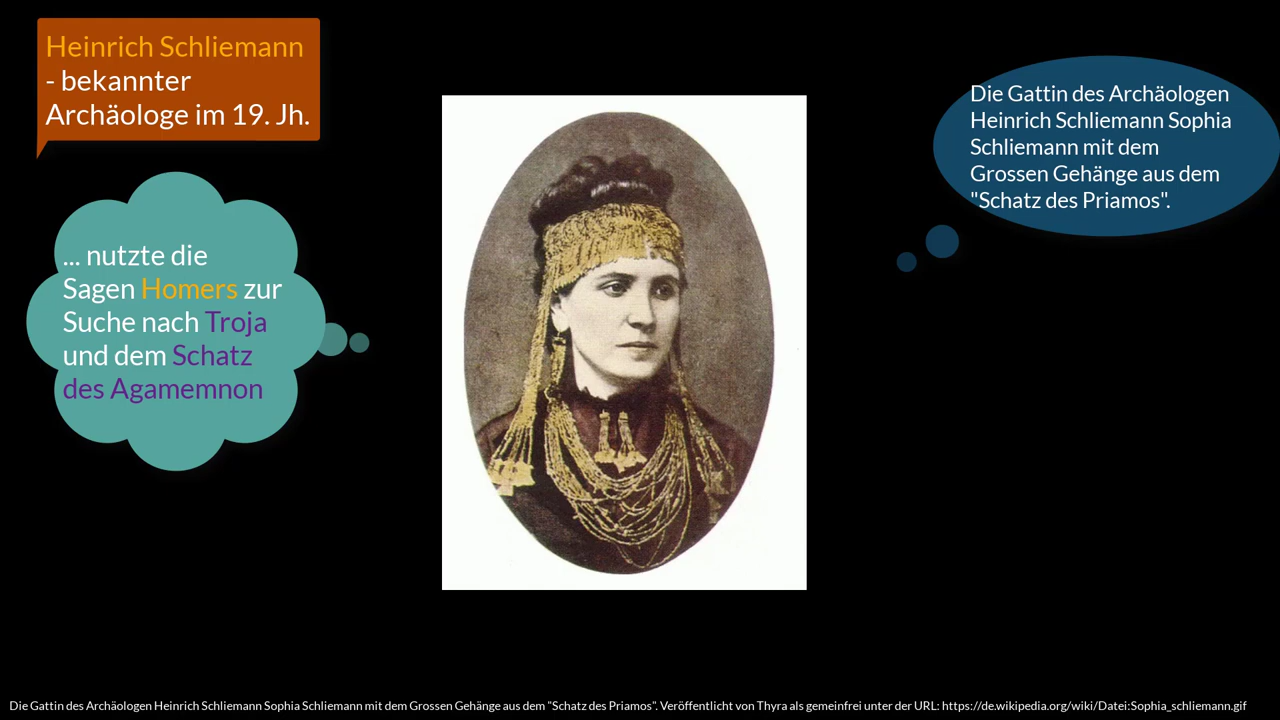 Heinrich Schliemann
- bekannter
Archäologe im 19. Jh.
... nutzte die
Sagen Homers zur
Suche nach Troja
und dem Schatz
des Agamemnon
Die Gattin des Archäologen
Heinrich Schliemann Sophia
Schliemann mit dem
Grossen Gehänge aus dem
"Schatz des Priamos".
Die Gattin des Archäologen Heinrich Schliemann Sophia Schliemann mit dem Grossen Gehänge aus dem "Schatz des Priamos". Veröffentlicht von Thyra als gemeinfrei unter der URL: https://de.wikipedia.org/wiki/Datei:Sophia_schliemann.gif